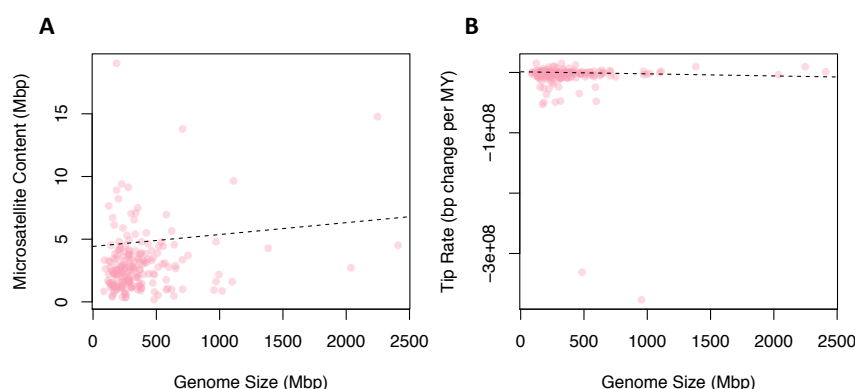 A
Microsatellite Content (Mbp)
15
10
5
0
0 500 1000 1500 2000 2500
Genome Size (Mbp)
B
Tip Rate (bp change per MY)
-1e+08
-3e+08
0 500 1000 1500 2000 2500
Genome Size (Mbp)